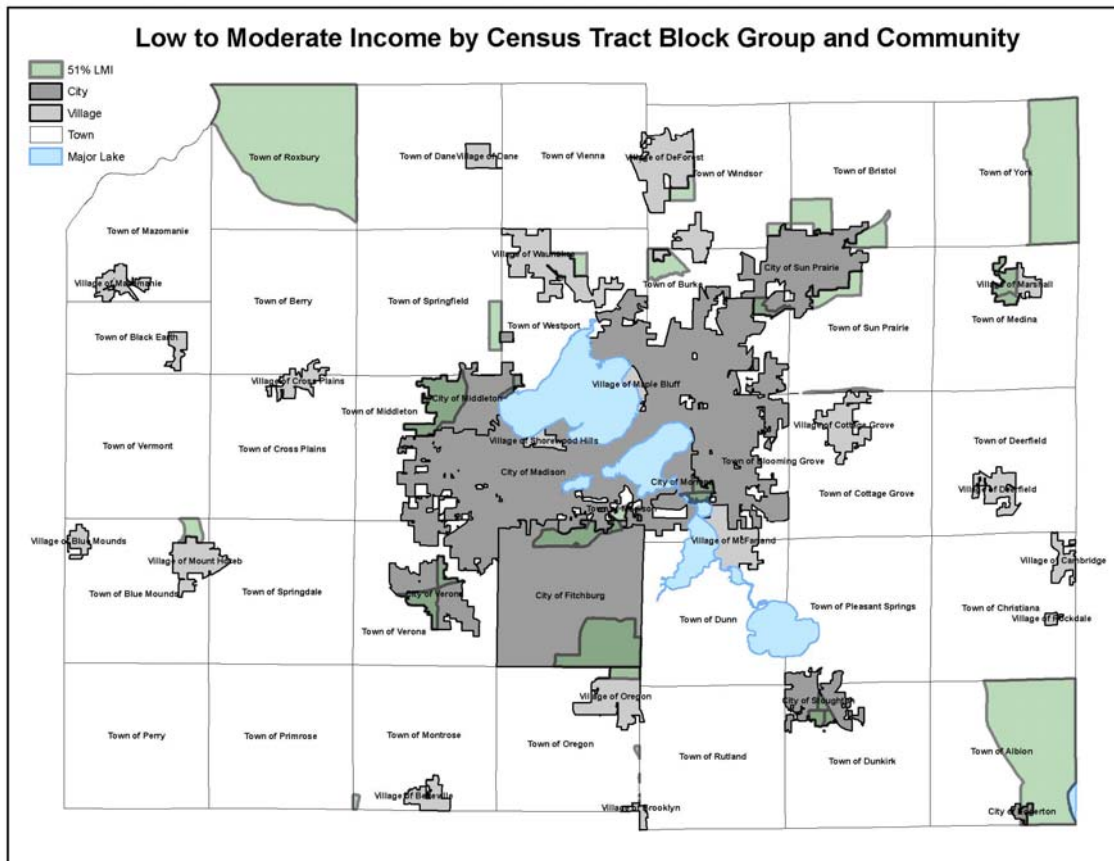 Low to Moderate Income by Census Tract Block Group and Community
51% LMI
City
Village
Town
Major Lake
Town of Roxbury
Town of Dane
Village of Dane
Town of Vienna
Village of DeForest
Town of Windsor
Town of Bristol
Town of York
Town of Mazomanie
Village of Mazomanie
Town of Berry
Town of Springfield
Village of Waunakee
Town of Westport
Town of Burke
City of Sun Prairie
Town of Sun Prairie
Village of Marshall
Town of Medina
Town of Black Earth
Village of Cross Plains
Town of Middleton
City of Middleton
Village of Maple Bluff
Village of Cottage Grove
Town of Vermont
Town of Cross Plains
Village of Shorewood Hills
City of Madison
Town of Blooming Grove
City of Monona
Town of Deerfield
Village of Deerfield
Town of Cottage Grove
Town of Madison
Village of Blue Mounds
Village of Mount Horeb
Village of McFarland
Village of Cambridge
Town of Blue Mounds
Town of Springdale
City of Verona
City of Fitchburg
Town of Verona
Town of Dunn
Town of Pleasant Springs
Town of Christiana
Village of Rockdale
Village of Oregon
City of Stoughton
Town of Perry
Town of Primrose
Town of Montrose
Town of Oregon
Town of Rutland
Town of Dunkirk
Town of Albion
Village of Belleville
Village of Brooklyn
City of Edgerton